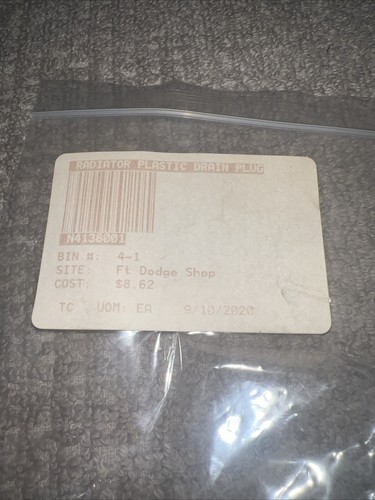 RADIATOR PLASTIC DRAIN PLUG
N4138001
BIN #: 4-1
SITE: Ft Dodge Shop
COST: $8.62
TC UOM: EA 9/10/2020